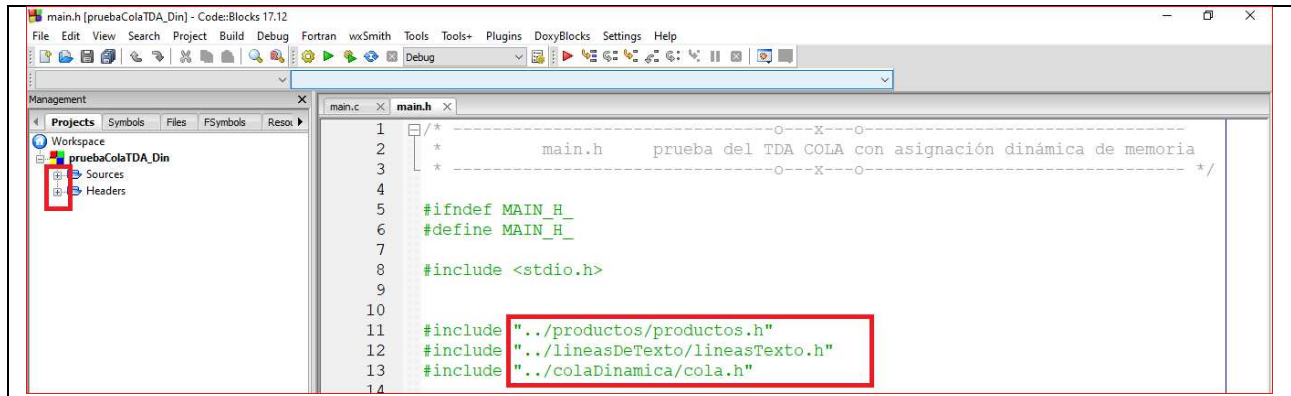 main.h [pruebaColaTDA_Din] - Code::Blocks 17.12
File Edit View Search Project Build Debug Fortran wxSmith Tools Tools+ Plugins DoxyBlocks Settings Help
Debug
Management
Projects Symbols Files FSymbols Resou
main.c main.h
Workspace
pruebaColaTDA_Din
Sources
Headers
1 /* --------------------------------o---x---o--------------------------------
2 * main.h prueba del TDA COLA con asignación dinámica de memoria
3 * --------------------------------o---x---o-------------------------------- */
4
5 #ifndef MAIN_H_
6 #define MAIN_H_
7
8 #include <stdio.h>
9
10
11 #include "../productos/productos.h"
12 #include "../lineasDeTexto/lineasTexto.h"
13 #include "../colaDinamica/cola.h"
14